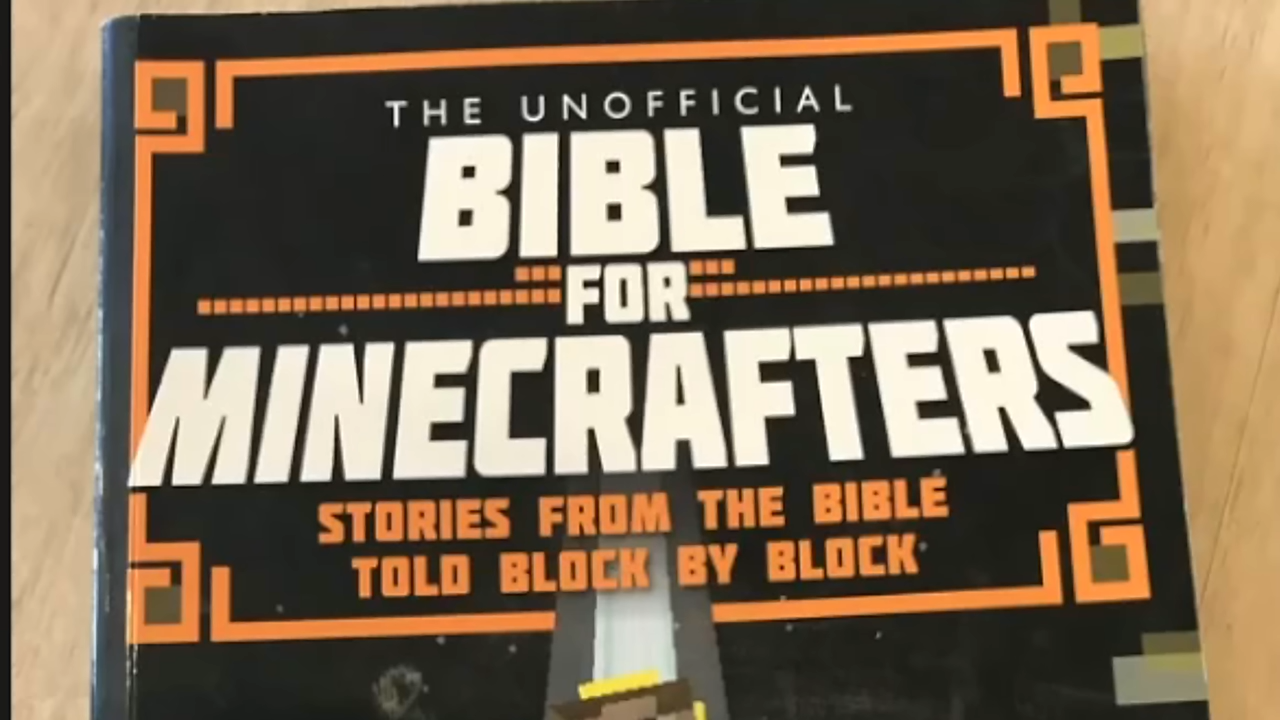 THE UNOFFICIAL
BIBLE
FOR
MINECRAFTERS
STORIES FROM THE BIBLE
TOLD BLOCK BY BLOCK